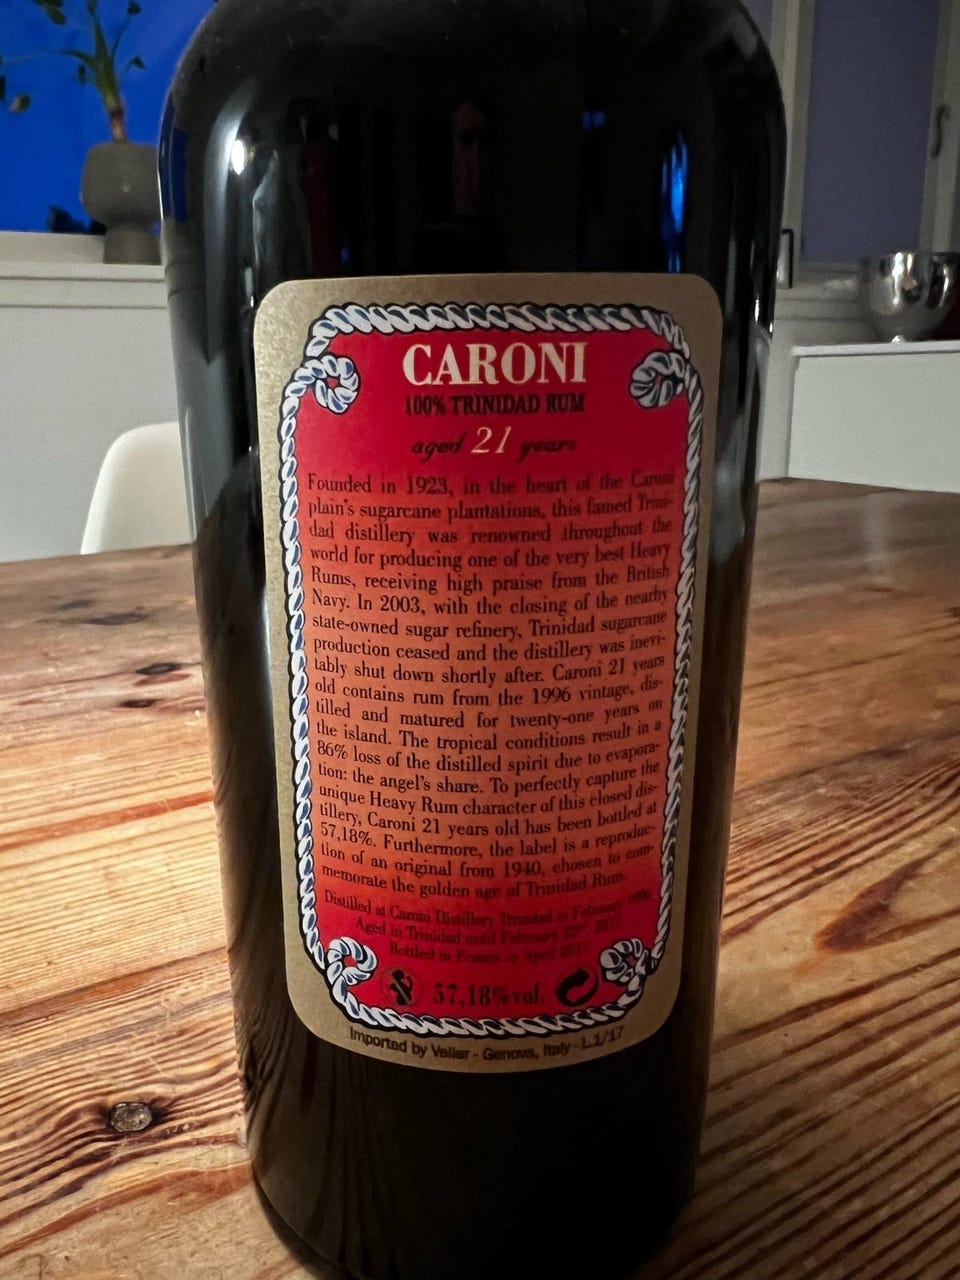 CARONI
100% TRINIDAD RUM
aged 21 years
Founded in 1923, in the heart of the Caroni
plain's sugarcane plantations, this famed Trini-
dad distillery was renowned throughout the
world for producing one of the very best Heavy
Rums, receiving high praise from the British
Navy. In 2003, with the closing of the nearby
state-owned sugar refinery, Trinidad sugarcane
production ceased and the distillery was inevi-
tably shut down shortly after. Caroni 21 years
old contains rum from the 1996 vintage, dis-
tilled and matured for twenty-one years on
the island. The tropical conditions result in a
86% loss of the distilled spirit due to evapora-
tion: the angel's share. To perfectly capture the
unique Heavy Rum character of this closed dis-
tillery, Caroni 21 years old has been bottled at
57,18%. Furthermore, the label is a reproduc-
tion of an original from 1940, chosen to com-
memorate the golden age of Trinidad Rum.
Distilled at Caroni Distillery Trinidad in February 1996
Aged in Trinidad until February 22nd 2017
Bottled in France in April 2017
57,18%vol.
Imported by Velier - Genova, Italy - L.1/17